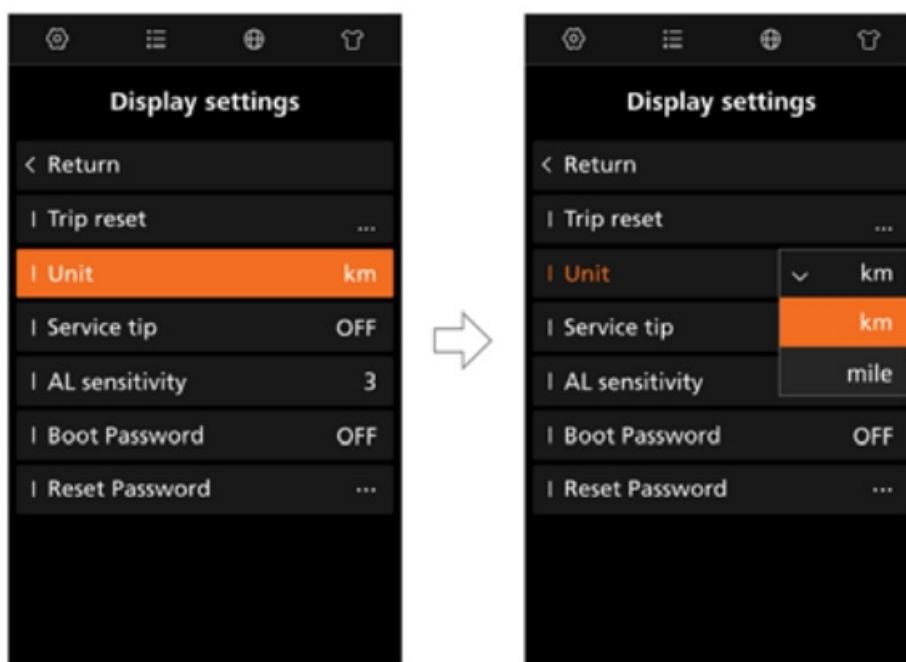 Display settings
< Return
| Trip reset ...
| Unit km
| Service tip OFF
| AL sensitivity 3
| Boot Password OFF
| Reset Password ...
Display settings
< Return
| Trip reset ...
| Unit km
km
| Service tip
mile
| AL sensitivity
| Boot Password OFF
| Reset Password ...